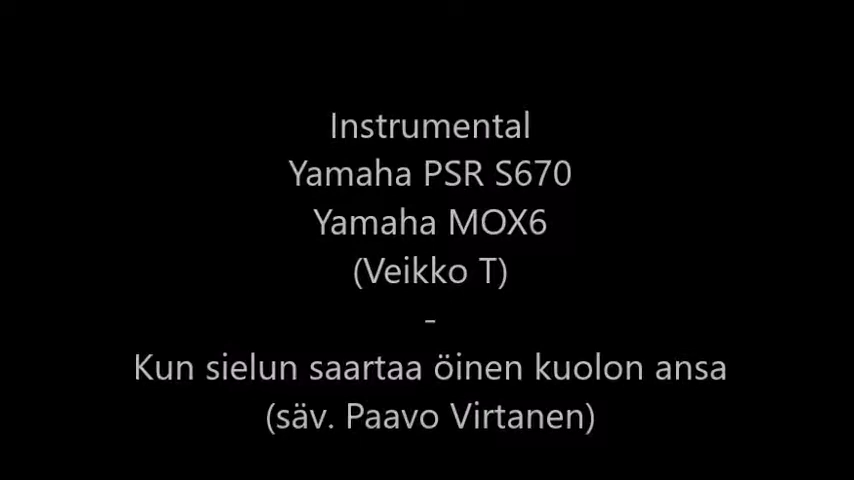 Instrumental
Yamaha PSR S670
Yamaha MOX6
(Veikko T)
-
Kun sielun saartaa öinen kuolon ansa
(säv. Paavo Virtanen)